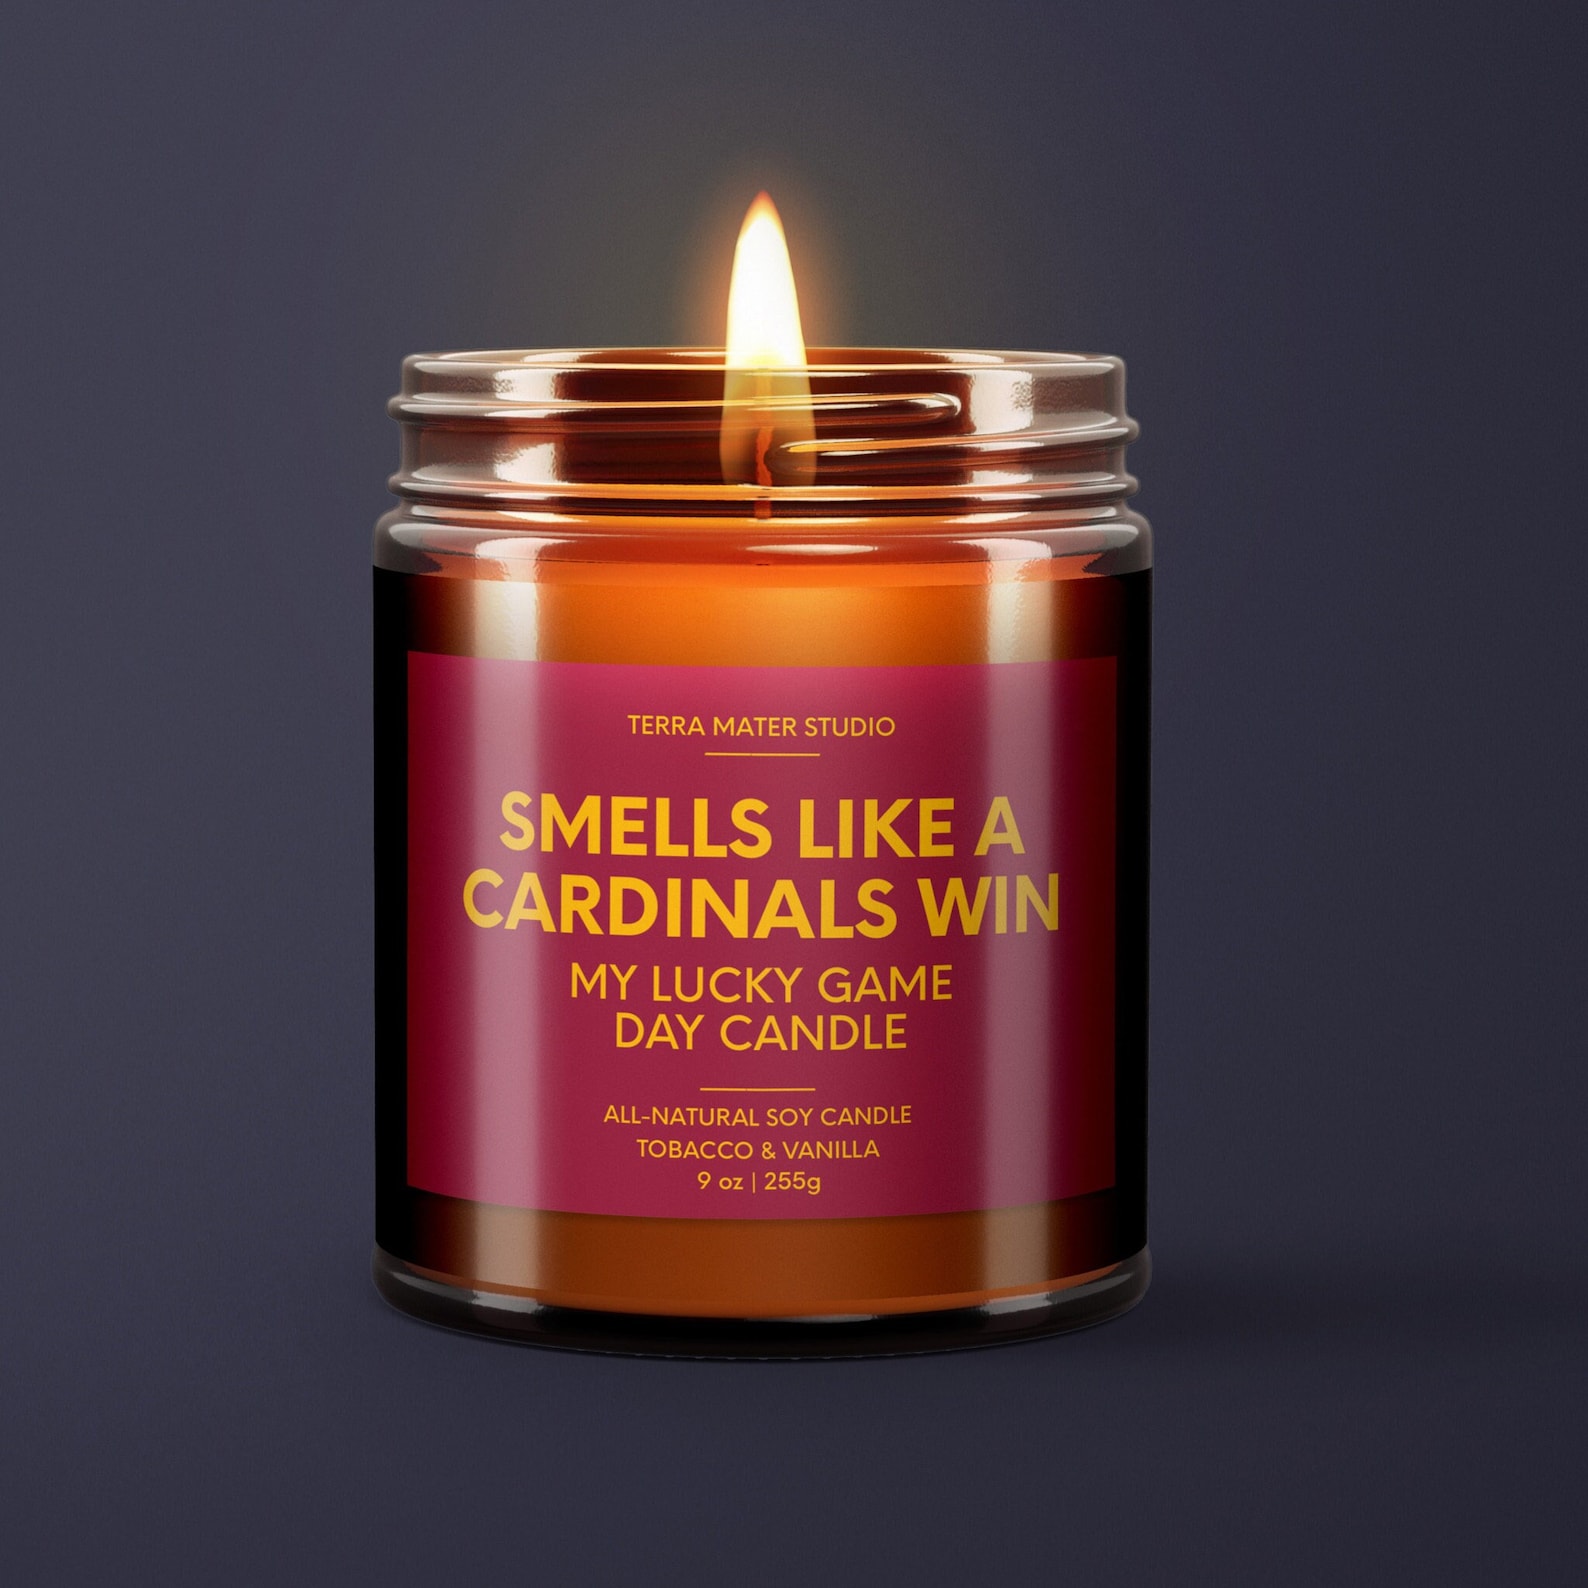 TERRA MATER STUDIO
SMELLS LIKE A
CARDINALS WIN
MY LUCKY GAME
DAY CANDLE
ALL-NATURAL SOY CANDLE
TOBACCO & VANILLA
9 oz | 255g